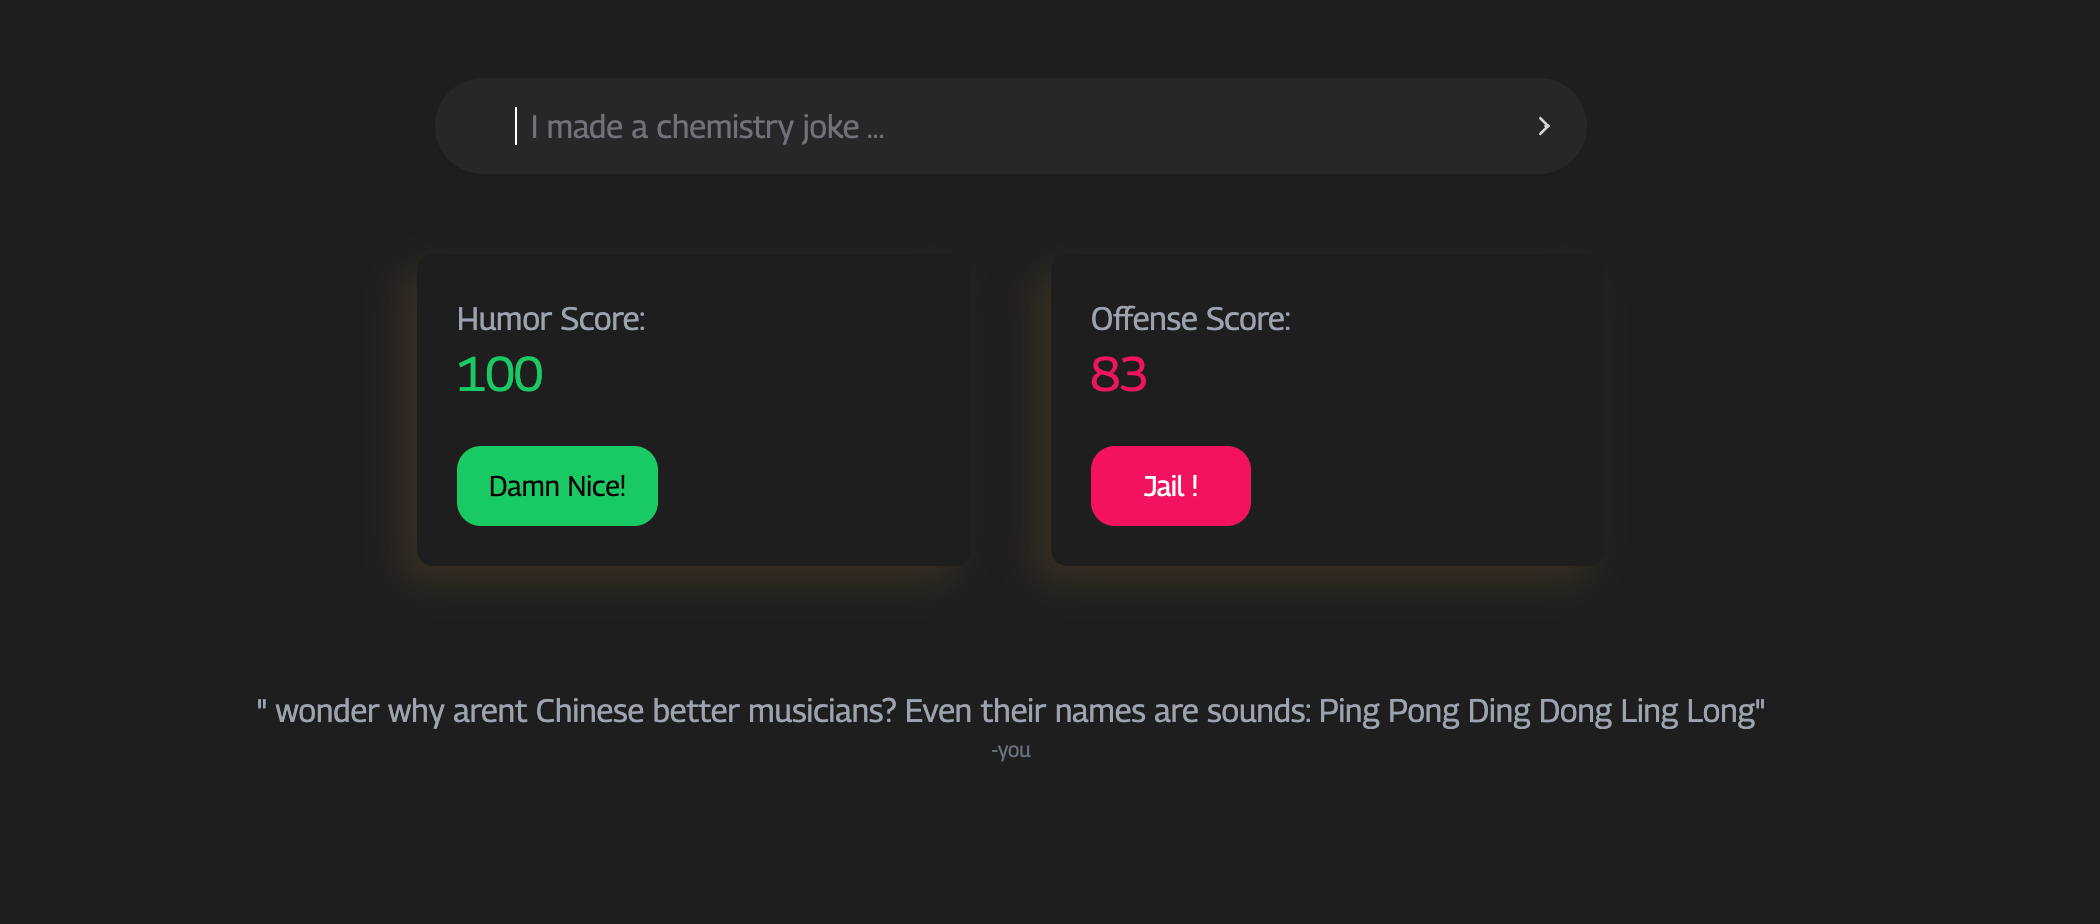 I made a chemistry joke ...
Humor Score:
100
Damn Nice!
Offense Score:
83
Jail !
" wonder why arent Chinese better musicians? Even their names are sounds: Ping Pong Ding Dong Ling Long"
-you